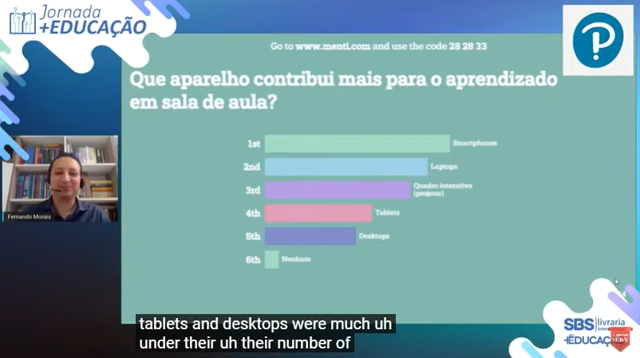 Jornada
+EDUCAÇÃO
Go to www.menti.com and use the code 28 28 33
Que aparelho contribui mais para o aprendizado
em sala de aula?
1st Smartphones
2nd Laptops
3rd Quadro interativo
(projetor)
4th Tablets
5th Desktops
6th Nenhum
Fernando Morais
tablets and desktops were much uh
under their uh their number of
SBS livraria
+EDUCAÇÃO